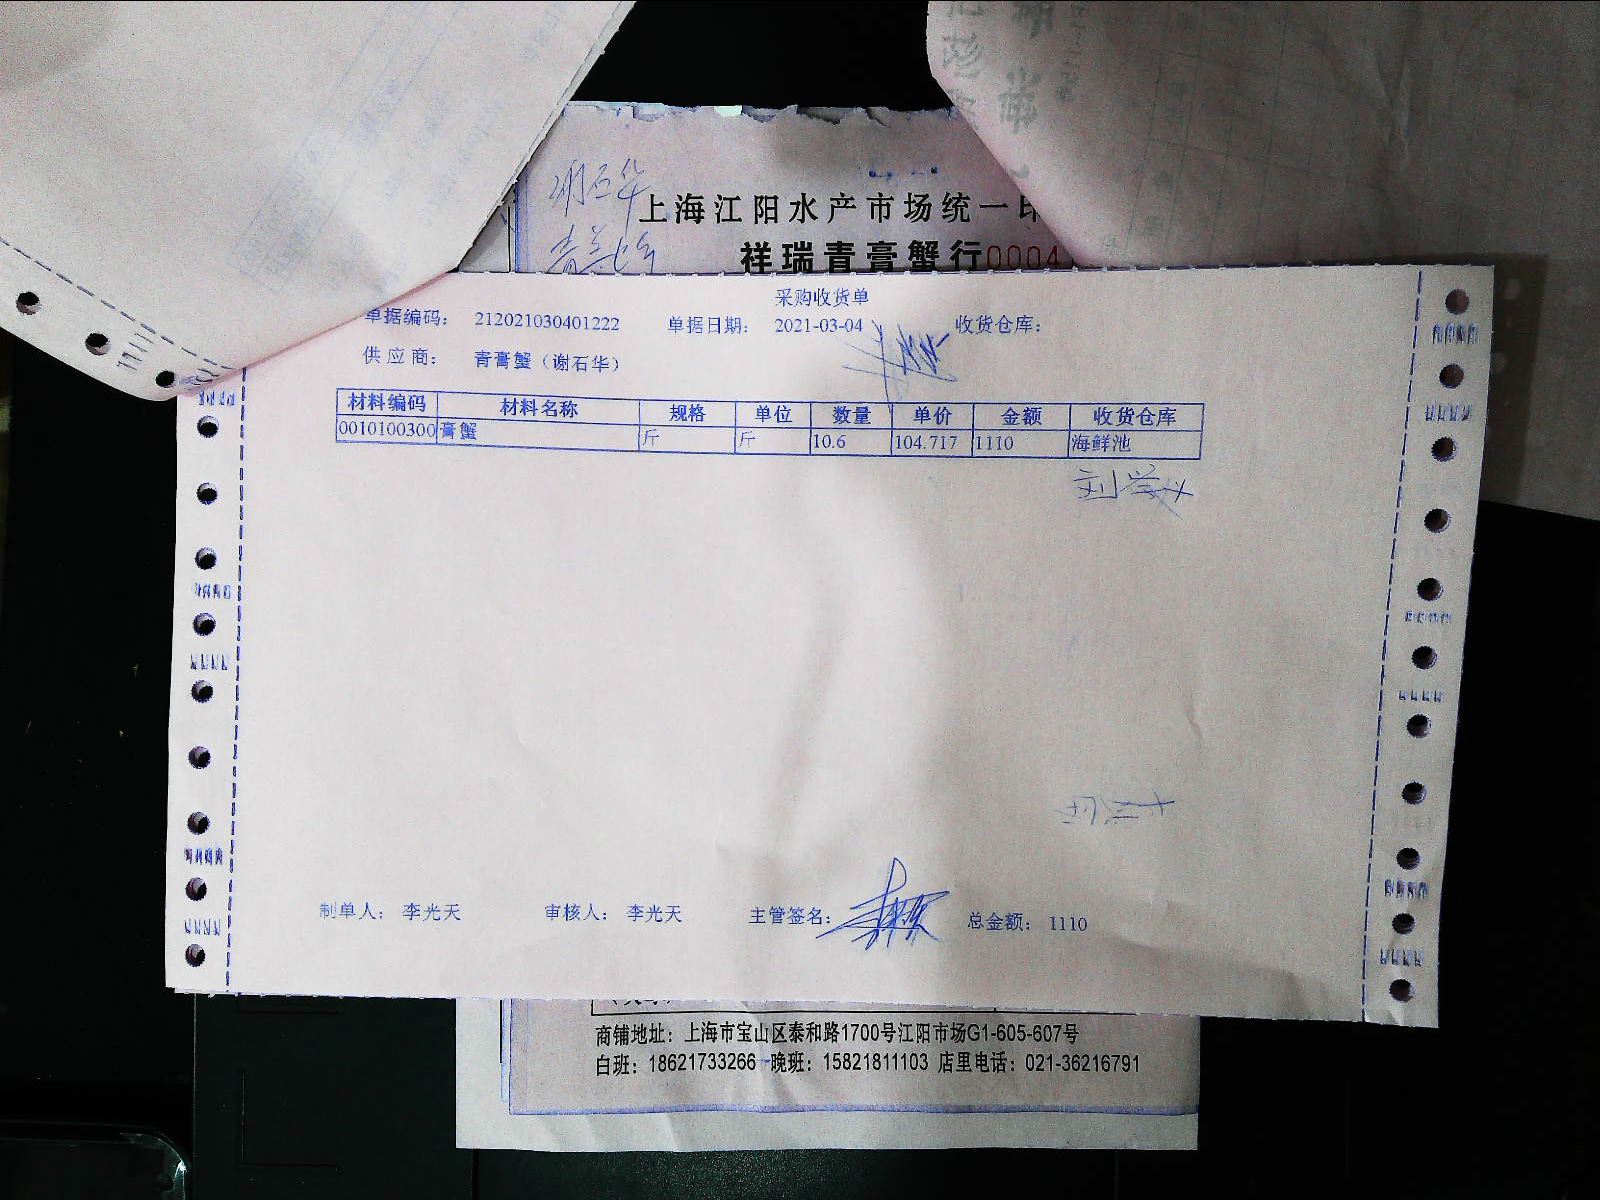 上海江阳水产市场统一印
祥瑞青膏蟹行0004
采购收货单
单据编码： 212021030401222 单据日期： 2021-03-04 收货仓库：
供应商： 青膏蟹（谢石华）
材料编码 材料名称 规格 单位 数量 单价 金额 收货仓库
0010100300 膏蟹 斤 斤 10.6 104.717 1110 海鲜池
制单人： 李光天 审核人： 李光天 主管签名： 总金额： 1110
商铺地址：上海市宝山区泰和路1700号江阳市场G1-605-607号
白班：18621733266 晚班：15821811103 店里电话：021-36216791